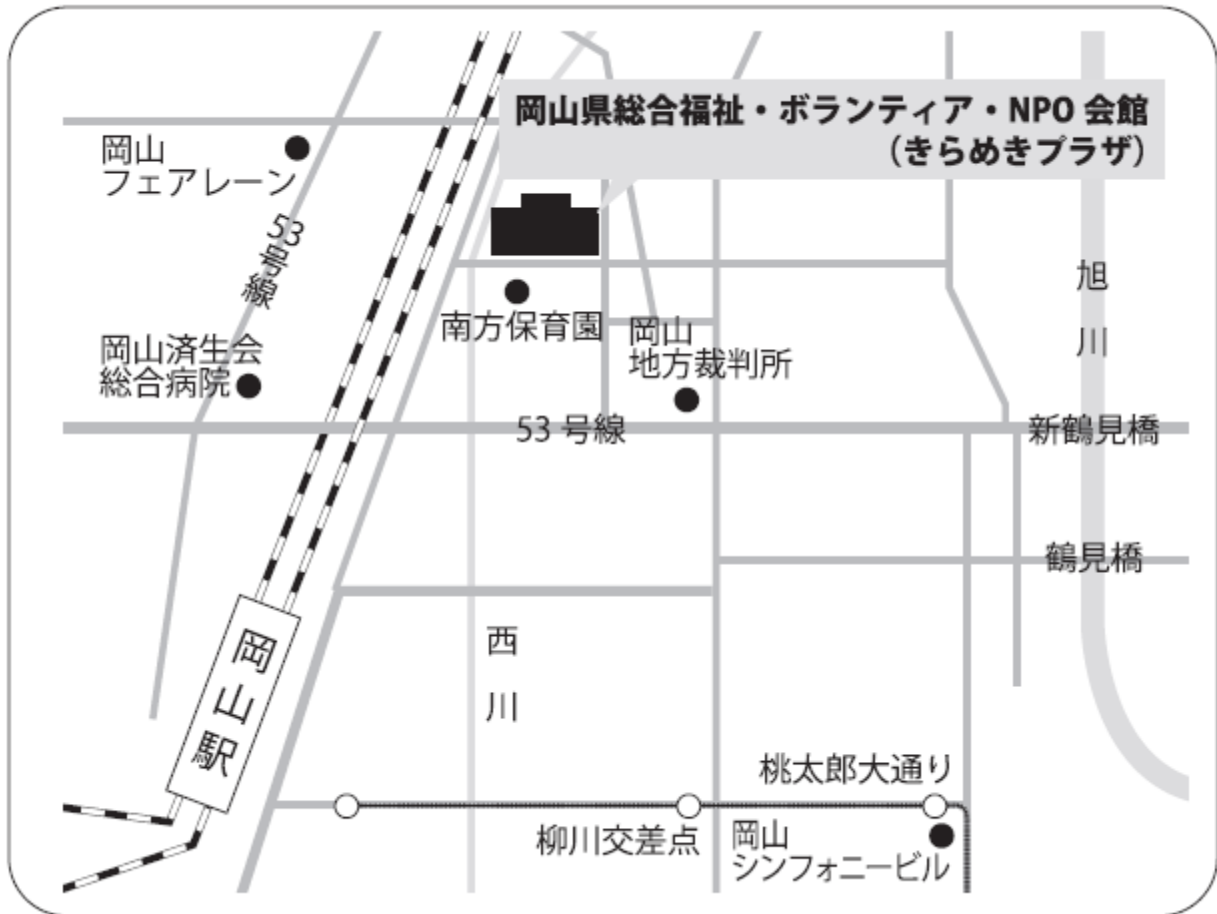 岡山県総合福祉・ボランティア・NPO 会館
（きらめきプラザ）
岡山
フェアレーン
53号線
旭川
南方保育園
岡山
地方裁判所
岡山済生会
総合病院
53 号線
新鶴見橋
鶴見橋
西川
岡山駅
桃太郎大通り
柳川交差点
岡山
シンフォニービル